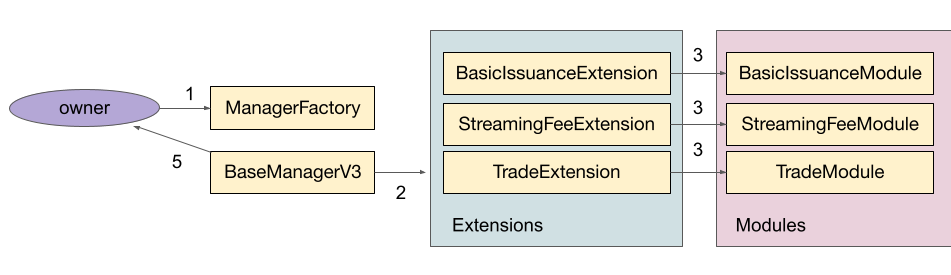 owner
1
ManagerFactory
5
BaseManagerV3
2
BasicIssuanceExtension
3
BasicIssuanceModule
StreamingFeeExtension
3
StreamingFeeModule
TradeExtension
3
TradeModule
Extensions
Modules